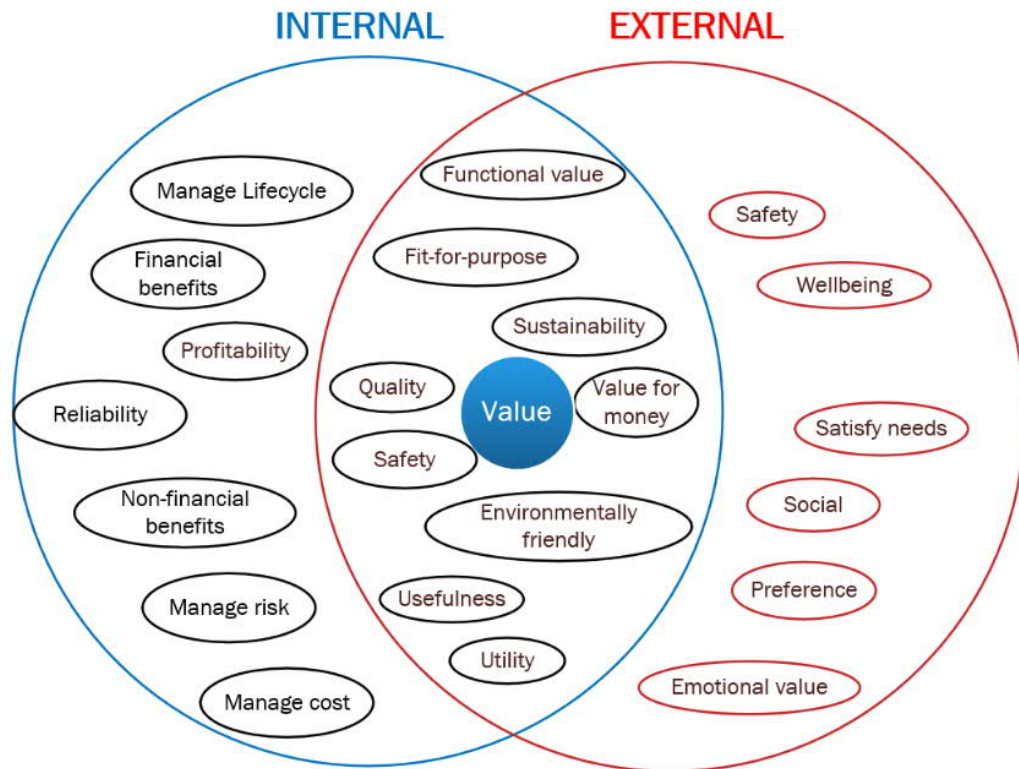 INTERNAL
EXTERNAL
Manage Lifecycle
Financial
benefits
Profitability
Reliability
Non-financial
benefits
Manage risk
Manage cost
Functional value
Fit-for-purpose
Sustainability
Quality
Value
Value for
money
Safety
Environmentally
friendly
Usefulness
Utility
Safety
Wellbeing
Satisfy needs
Social
Preference
Emotional value